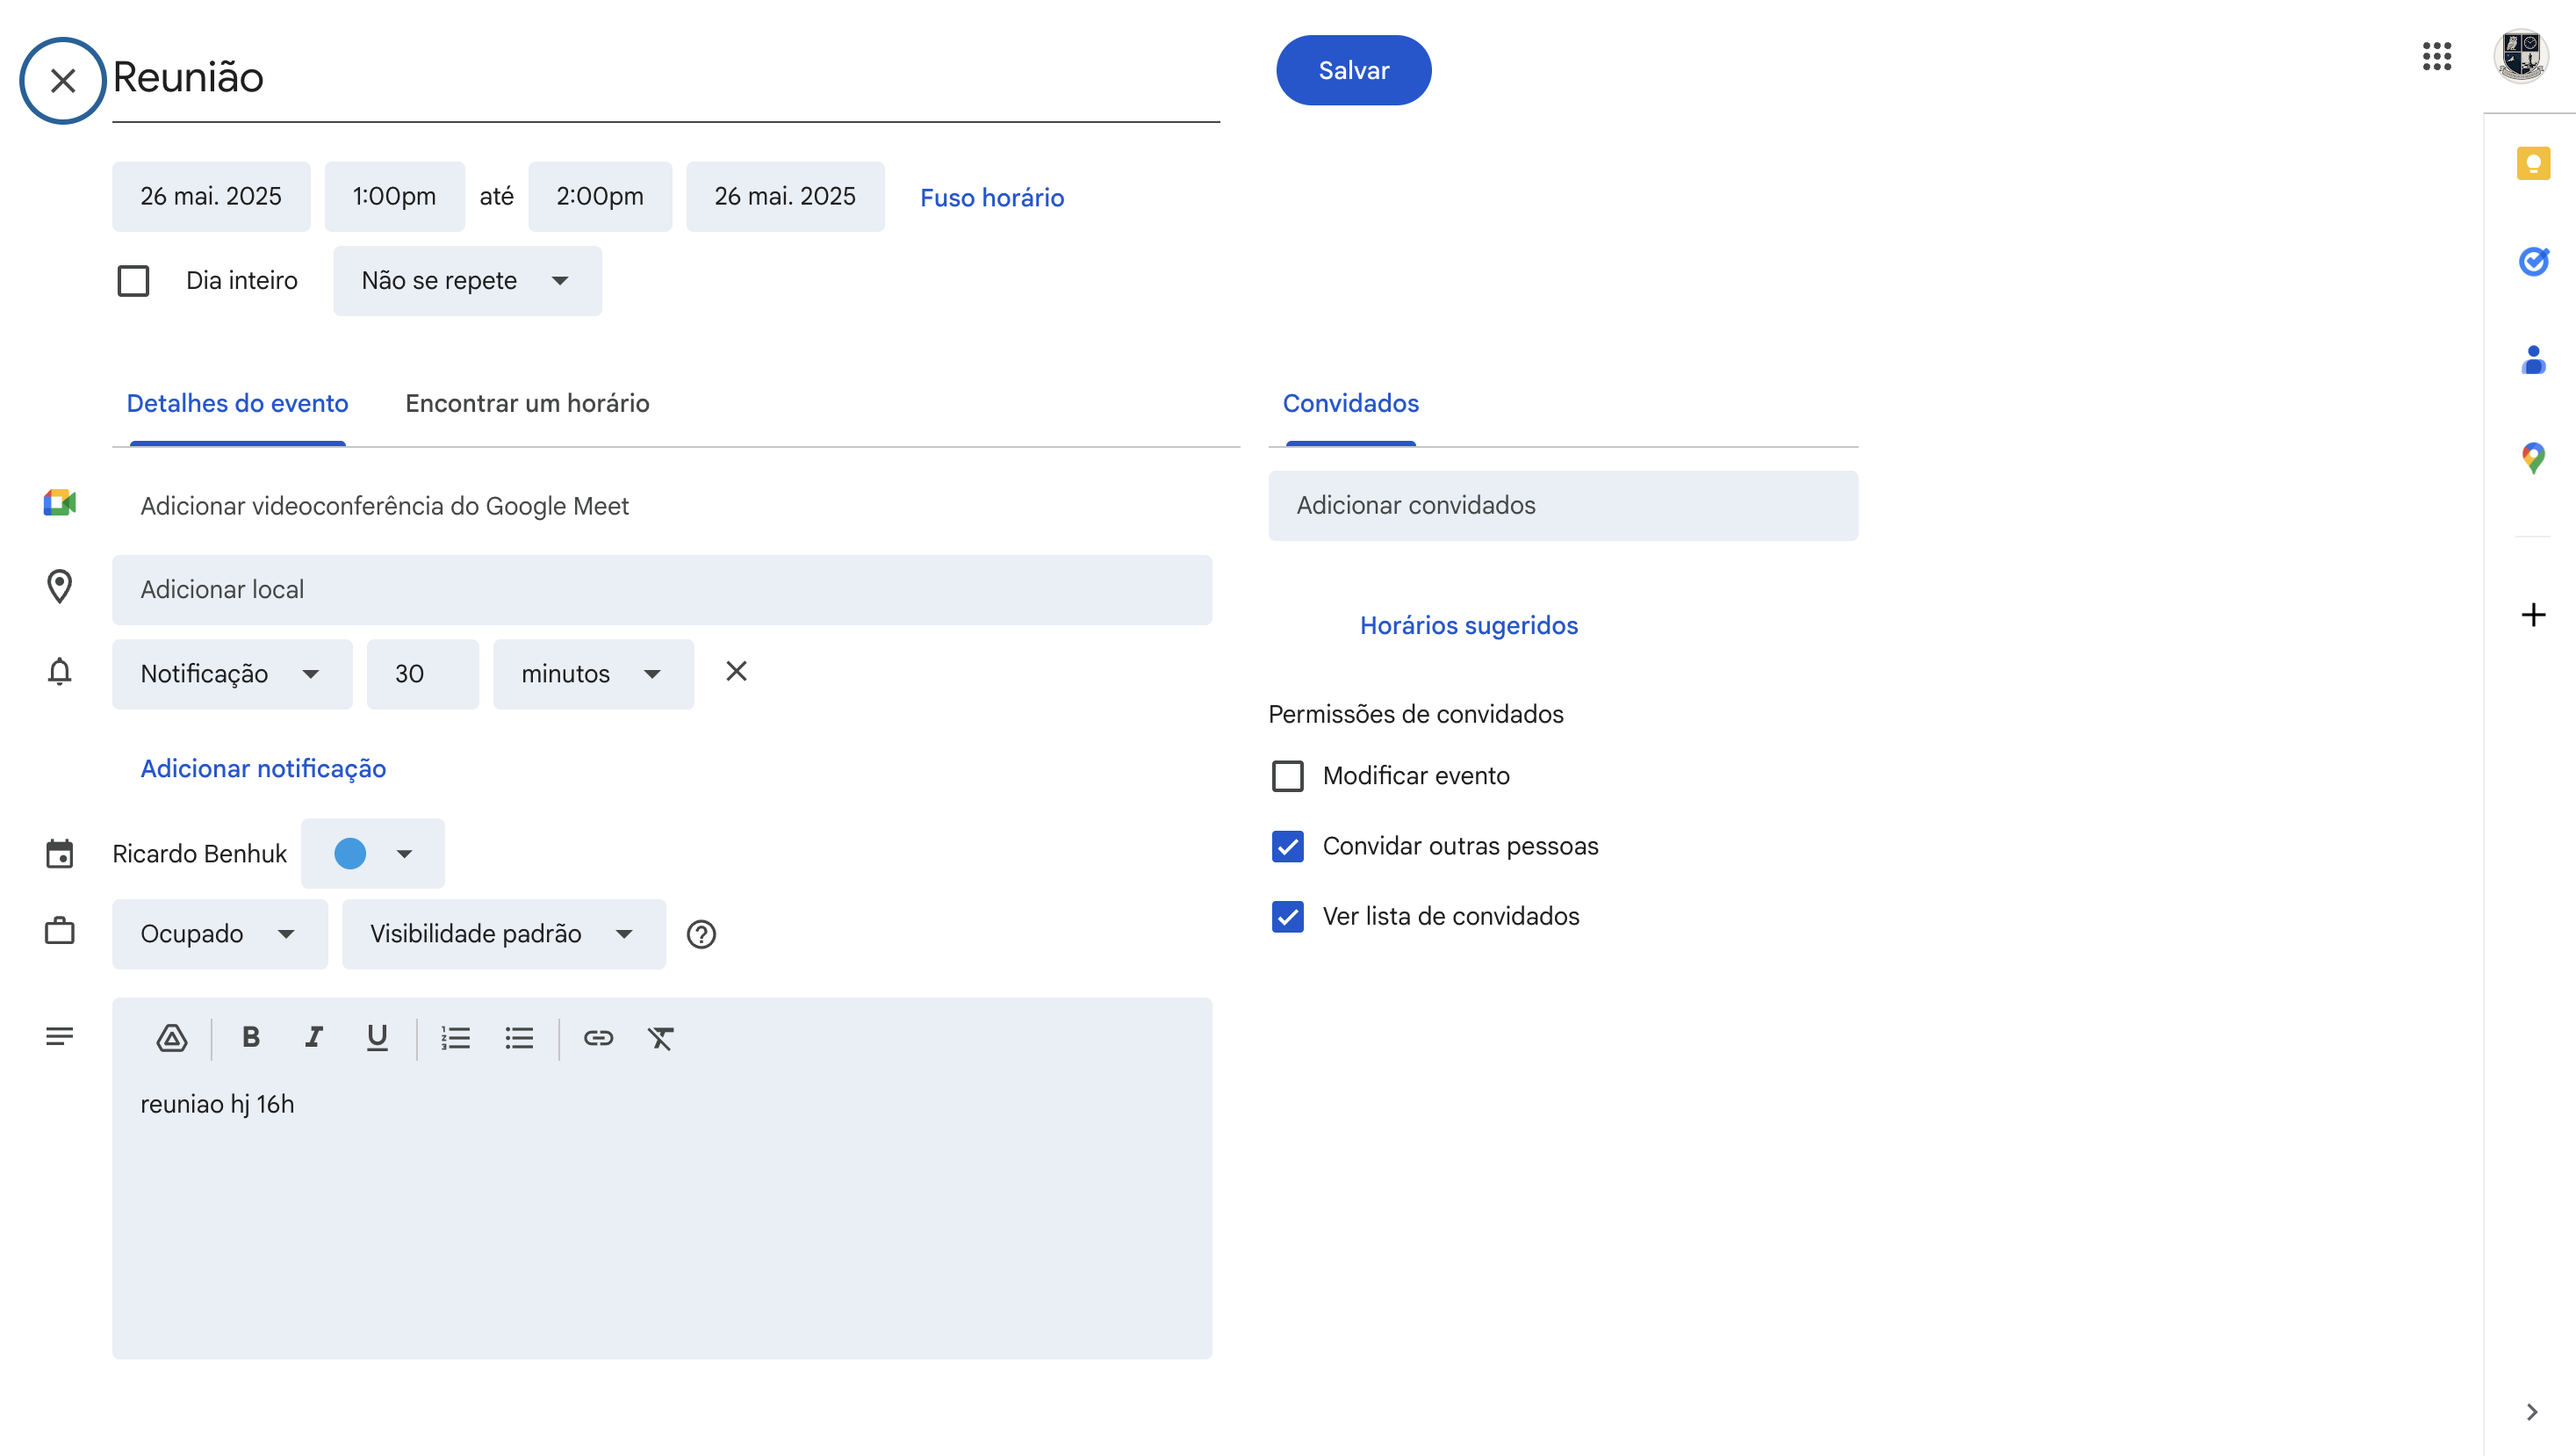 Reunião
Salvar
26 mai. 2025 1:00pm até 2:00pm 26 mai. 2025 Fuso horário
Dia inteiro Não se repete
Detalhes do evento Encontrar um horário
Adicionar videoconferência do Google Meet
Adicionar local
Notificação 30 minutos
Adicionar notificação
Ricardo Benhuk
Ocupado Visibilidade padrão
B I U
reuniao hj 16h
Convidados
Adicionar convidados
Horários sugeridos
Permissões de convidados
Modificar evento
Convidar outras pessoas
Ver lista de convidados